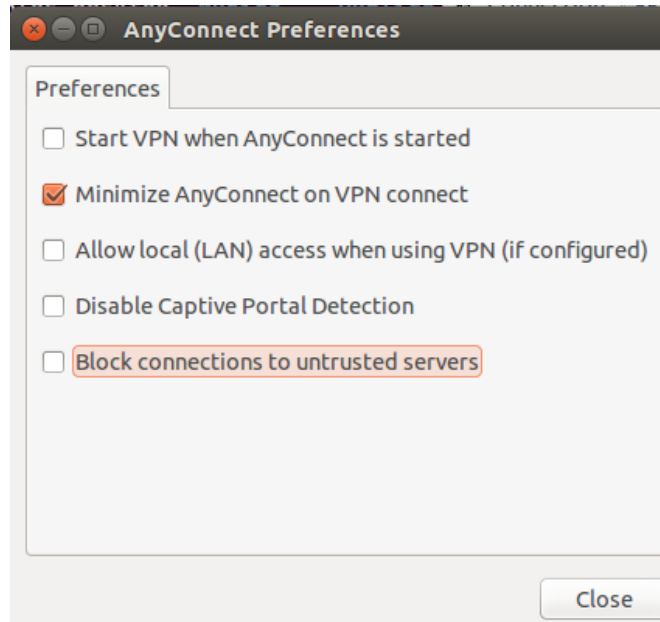 AnyConnect Preferences
Preferences
Start VPN when AnyConnect is started
Minimize AnyConnect on VPN connect
Allow local (LAN) access when using VPN (if configured)
Disable Captive Portal Detection
Block connections to untrusted servers
Close